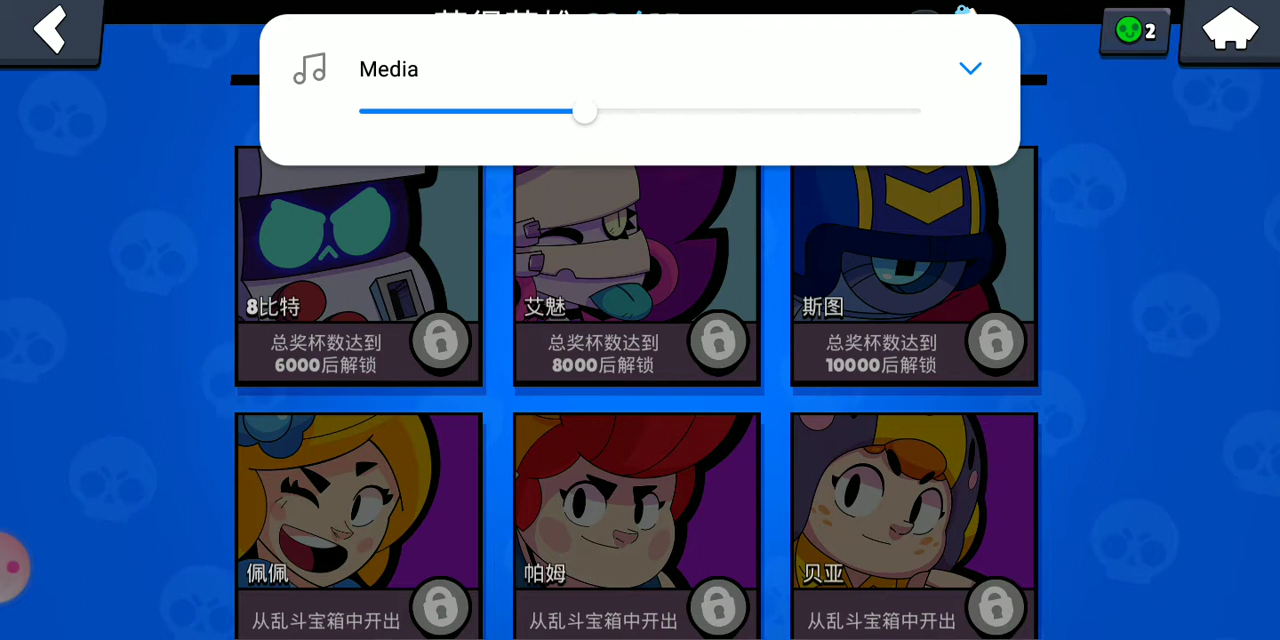 2
Media
8比特
艾魅
斯图
总奖杯数达到
6000后解锁
总奖杯数达到
8000后解锁
总奖杯数达到
10000后解锁
佩佩
帕姆
贝亚
从乱斗宝箱中开出
从乱斗宝箱中开出
从乱斗宝箱中开出